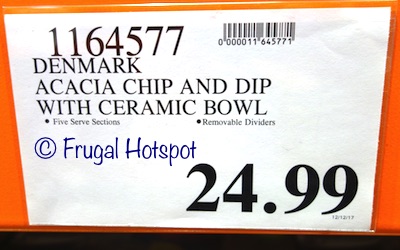 1164577
0000011645771
DENMARK
ACACIA CHIP AND DIP
WITH CERAMIC BOWL
• Five Serve Sections • Removable Dividers
© Frugal Hotspot
24.99
12/12/17